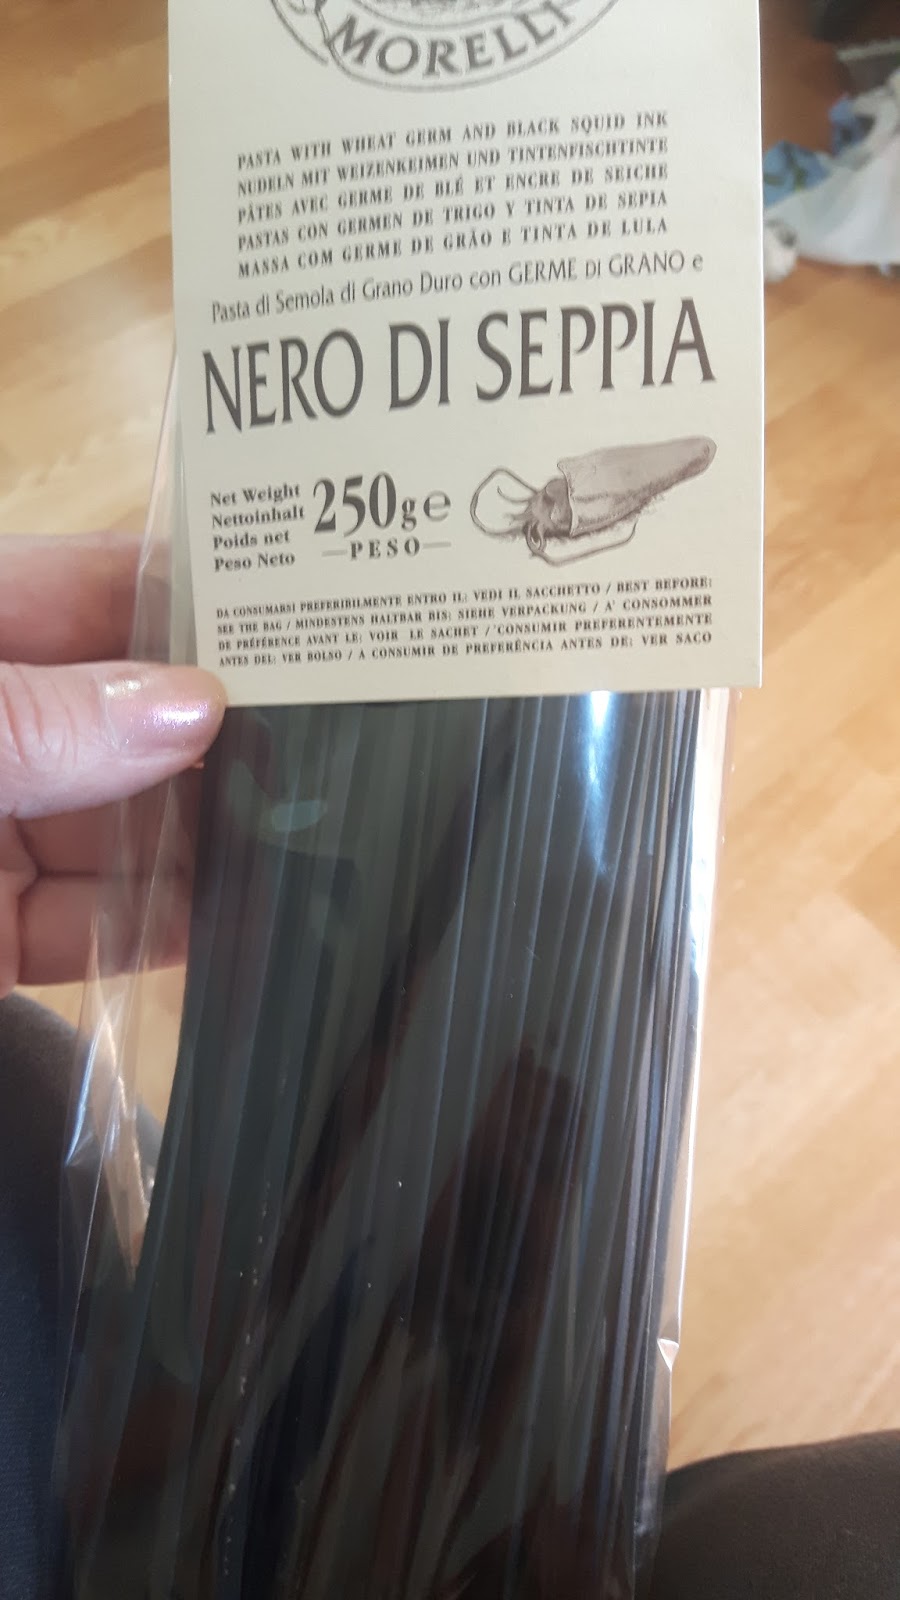 MORELLI
PASTA WITH WHEAT GERM AND BLACK SQUID INK
NUDELN MIT WEIZENKEIMEN UND TINTENFISCHTINTE
PÂTES AVEC GERME DE BLÉ ET ENCRE DE SEICHE
PASTAS CON GERMEN DE TRIGO Y TINTA DE SEPIA
MASSA COM GERME DE GRÃO E TINTA DE LULA
Pasta di Semola di Grano Duro con GERME DI GRANO e
NERO DI SEPPIA
Net Weight
Nettoinhalt
Poids net
Peso Neto
250g e
—PESO—
DA CONSUMARSI PREFERIBILMENTE ENTRO IL: VEDI IL SACCHETTO / BEST BEFORE:
SEE THE BAG / MINDESTENS HALTBAR BIS: SIEHE VERPACKUNG / A' CONSOMMER
DE PRÉFÉRENCE AVANT LE: VOIR LE SACHET / CONSUMIR PREFERENTEMENTE
ANTES DEL: VER BOLSO / A CONSUMIR DE PREFERÊNCIA ANTES DE: VER SACO